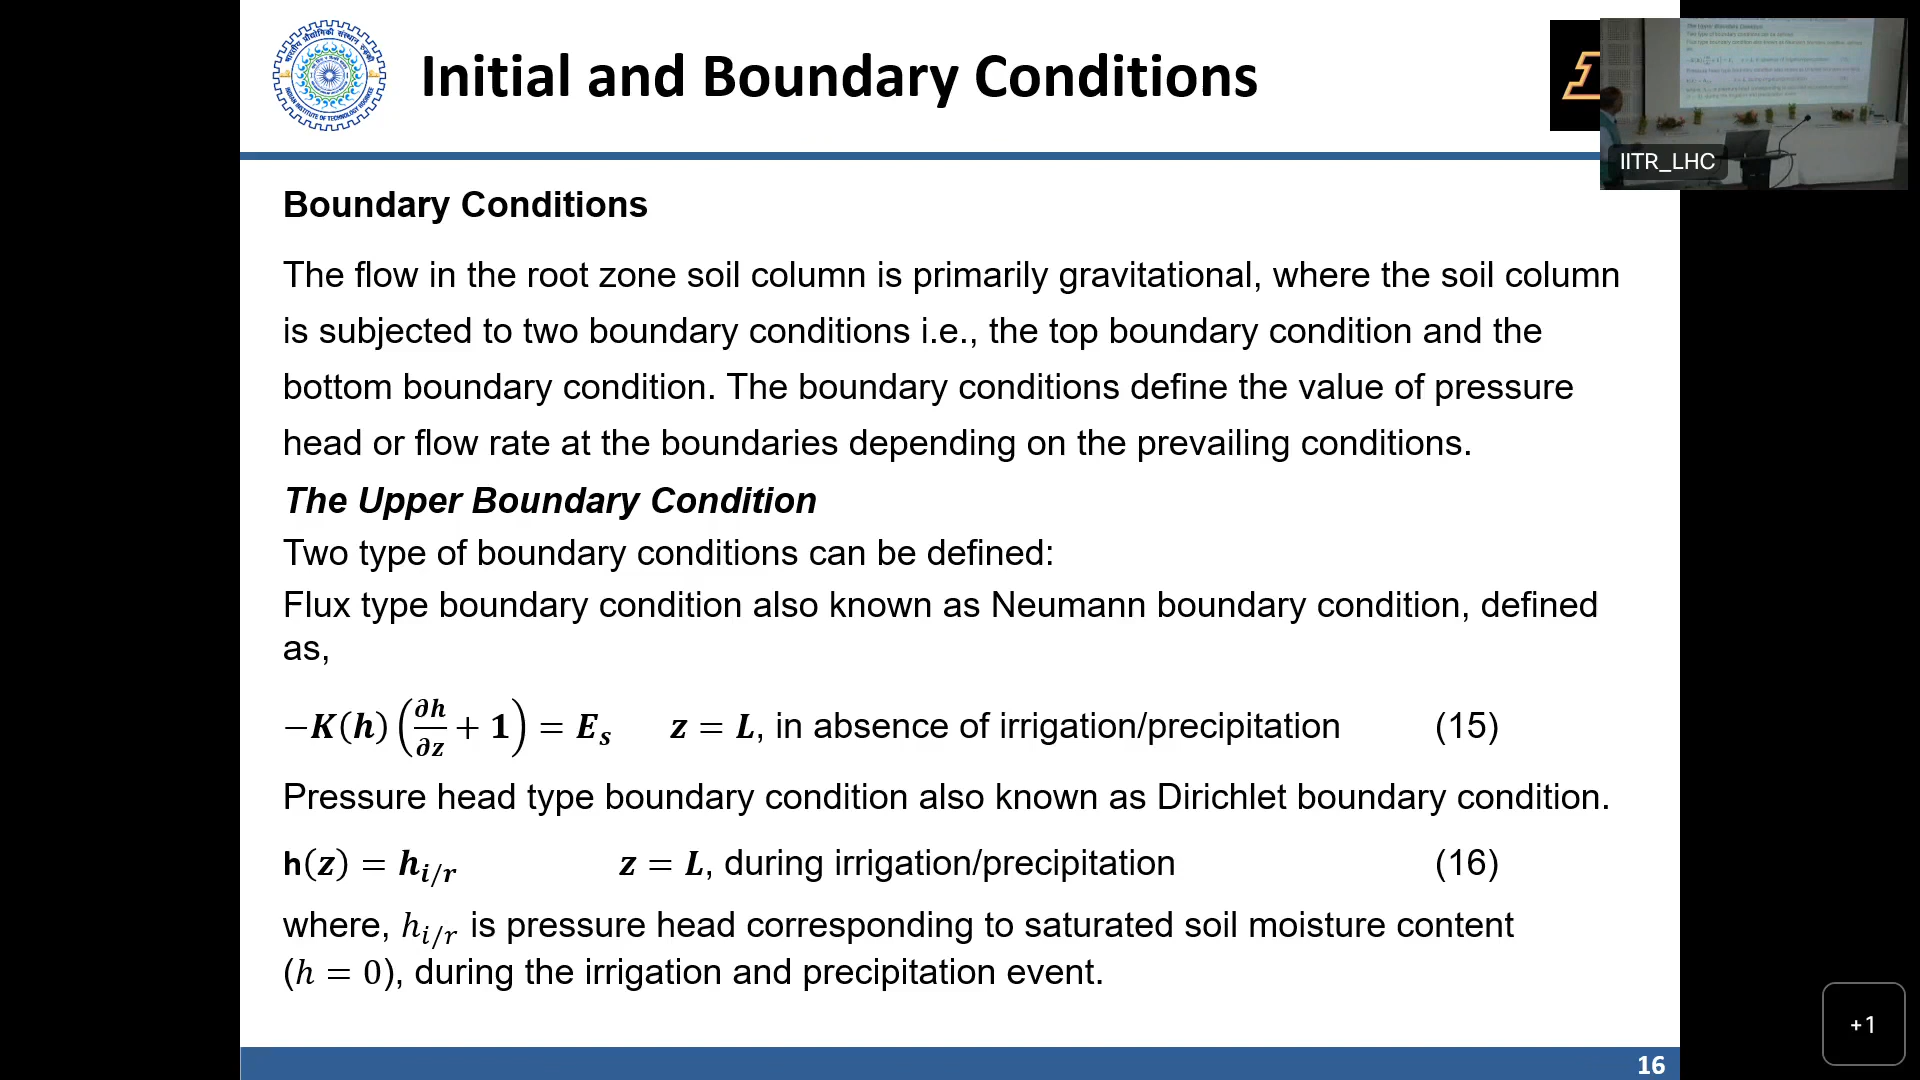 Initial and Boundary Conditions
IITR_LHC
Boundary Conditions
The flow in the root zone soil column is primarily gravitational, where the soil column
is subjected to two boundary conditions i.e., the top boundary condition and the
bottom boundary condition. The boundary conditions define the value of pressure
head or flow rate at the boundaries depending on the prevailing conditions.
The Upper Boundary Condition
Two type of boundary conditions can be defined:
Flux type boundary condition also known as Neumann boundary condition, defined
as,
−K(h)(∂h/∂z + 1) = E_s z = L, in absence of irrigation/precipitation (15)
Pressure head type boundary condition also known as Dirichlet boundary condition.
h(z) = h_{i/r} z = L, during irrigation/precipitation (16)
where, h_{i/r} is pressure head corresponding to saturated soil moisture content
(h = 0), during the irrigation and precipitation event.
+1
16